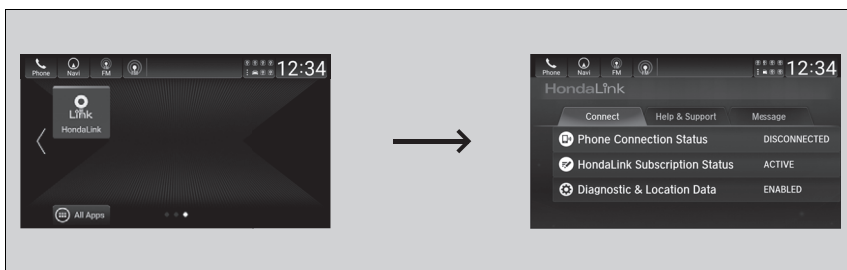 Phone Navi FM
12:34
Link
HondaLink
All Apps
Phone Navi FM
12:34
HondaLink
Connect Help & Support Message
Phone Connection Status DISCONNECTED
HondaLink Subscription Status ACTIVE
Diagnostic & Location Data ENABLED